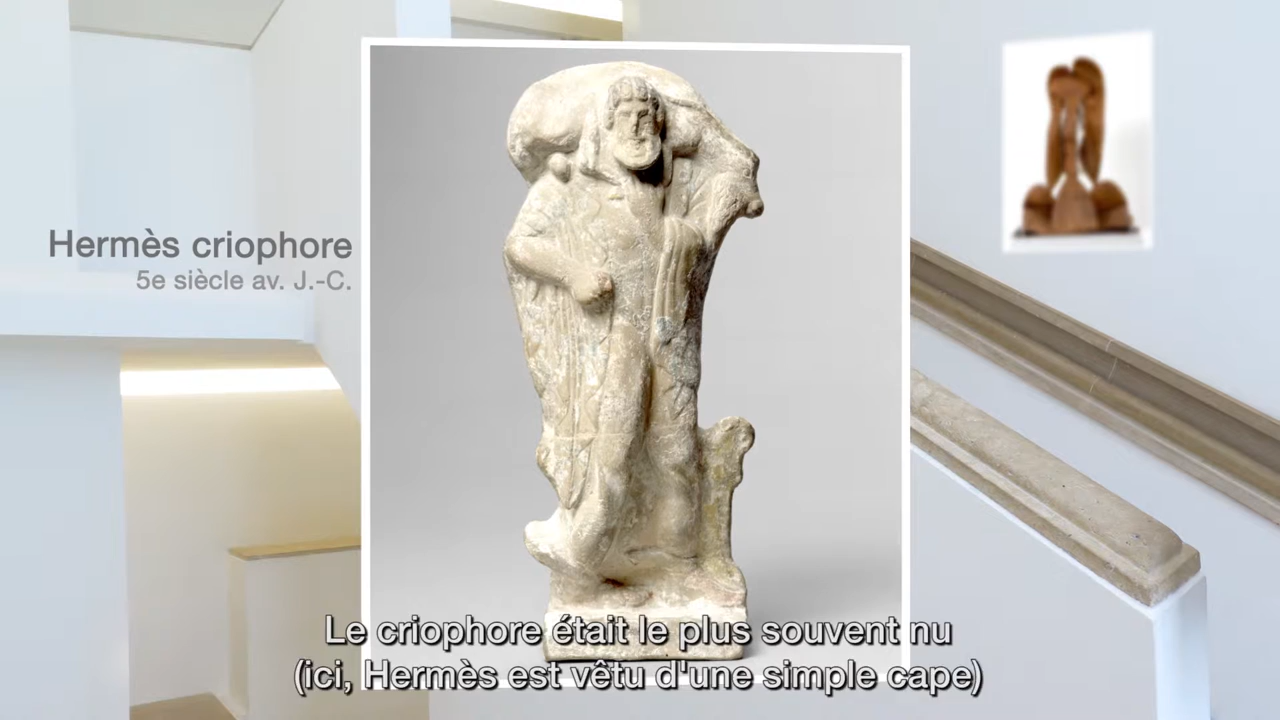 Hermès criophore
5e siècle av. J.-C.
Le criophore était le plus souvent nu
(ici, Hermès est vêtu d'une simple cape)